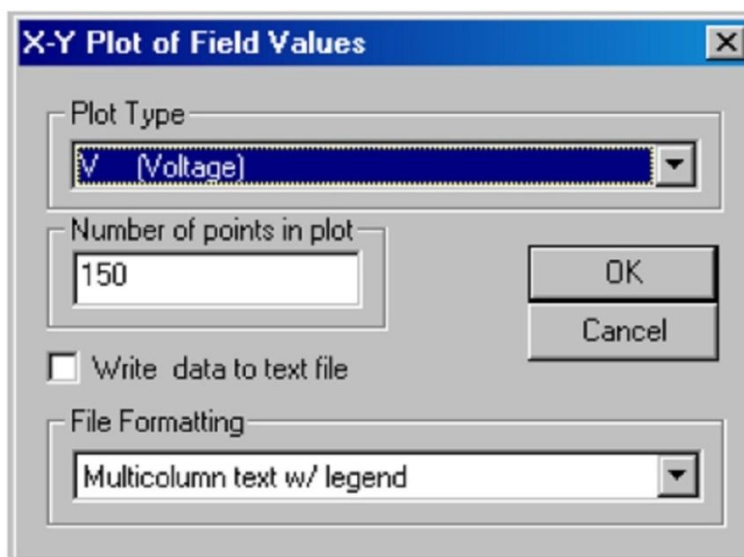 X-Y Plot of Field Values
Plot Type
V (Voltage)
Number of points in plot
150
OK
Cancel
Write data to text file
File Formatting
Multicolumn text w/ legend